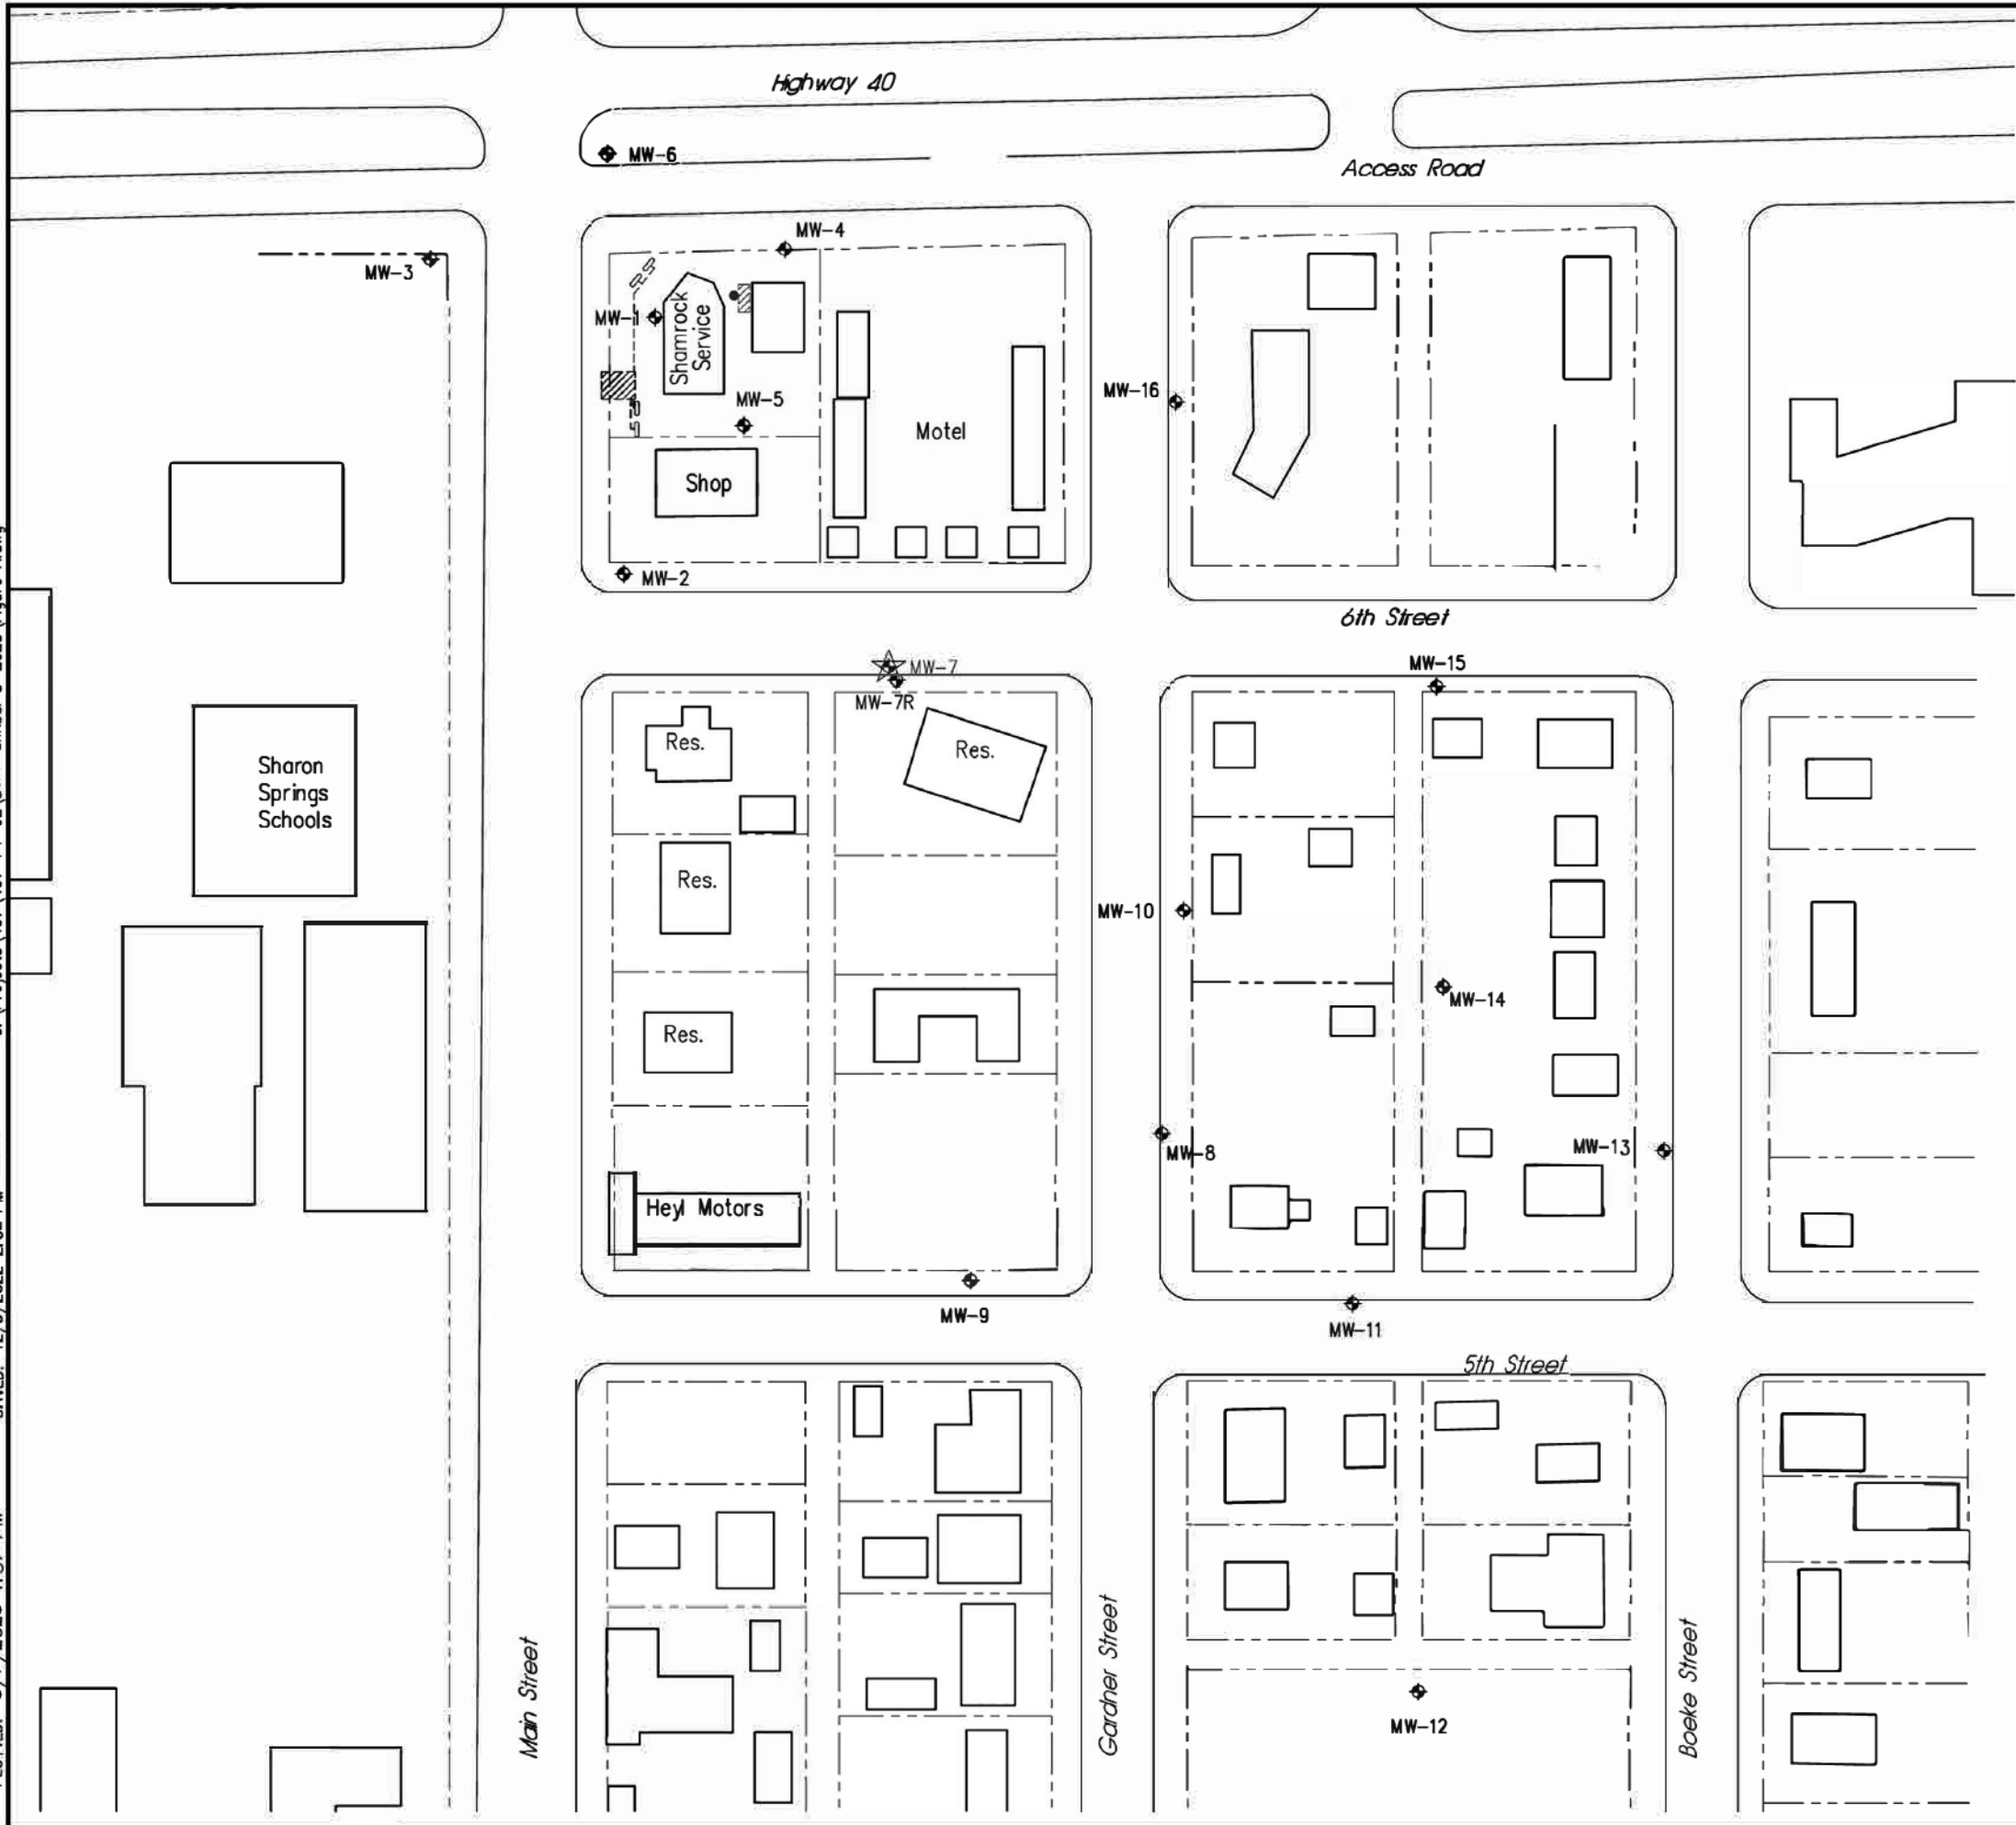 Highway 40
MW-6
Access Road
MW-4
MW-3
MW-1
Shamrock
Service
MW-5
MW-16
Motel
Shop
MW-2
6th Street
MW-7
MW-15
MW-7R
Res.
Res.
Sharon
Springs
Schools
Res.
MW-10
MW-14
Res.
MW-8
MW-13
Heyl Motors
MW-9
MW-11
5th Street
Main Street
Gardner Street
Boeke Street
MW-12